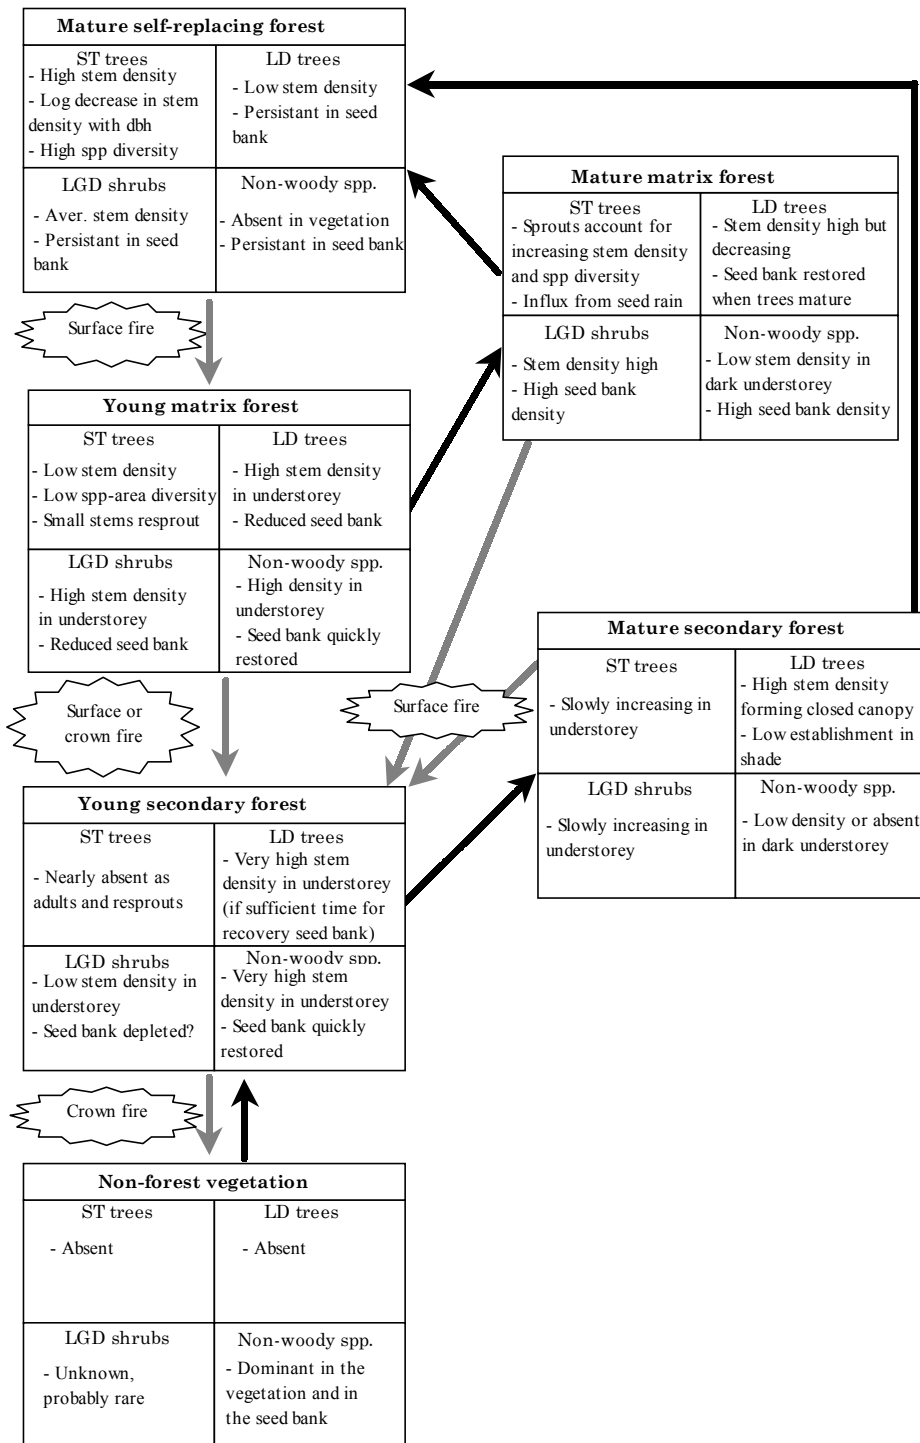 Mature self-replacing forest
ST trees
- High stem density
- Log decrease in stem
density with dbh
- High spp diversity
LD trees
- Low stem density
- Persistant in seed
bank
LGD shrubs
- Aver. stem density
- Persistant in seed
bank
Non-woody spp.
- Absent in vegetation
- Persistant in seed bank
Surface fire
Mature matrix forest
ST trees
- Sprouts account for
increasing stem density
and spp diversity
- Influx from seed rain
LD trees
- Stem density high but
decreasing
- Seed bank restored
when trees mature
LGD shrubs
- Stem density high
- High seed bank
density
Non-woody spp.
- Low stem density in
dark understorey
- High seed bank density
Young matrix forest
ST trees
- Low stem density
- Low spp-area diversity
- Small stems resprout
LD trees
- High stem density
in understorey
- Reduced seed bank
LGD shrubs
- High stem density
in understorey
- Reduced seed bank
Non-woody spp.
- High density in
understorey
- Seed bank quickly
restored
Surface or
crown fire
Surface fire
Mature secondary forest
ST trees
- Slowly increasing in
understorey
LD trees
- High stem density
forming closed canopy
- Low establishment in
shade
LGD shrubs
- Slowly increasing in
understorey
Non-woody spp.
- Low density or absent
in dark understorey
Young secondary forest
ST trees
- Nearly absent as
adults and resprouts
LD trees
- Very high stem
density in understorey
(if sufficient time for
recovery seed bank)
LGD shrubs
- Low stem density in
understorey
- Seed bank depleted?
Non-woody spp.
- Very high stem
density in understorey
- Seed bank quickly
restored
Crown fire
Non-forest vegetation
ST trees
- Absent
LD trees
- Absent
LGD shrubs
- Unknown,
probably rare
Non-woody spp.
- Dominant in the
vegetation and in
the seed bank